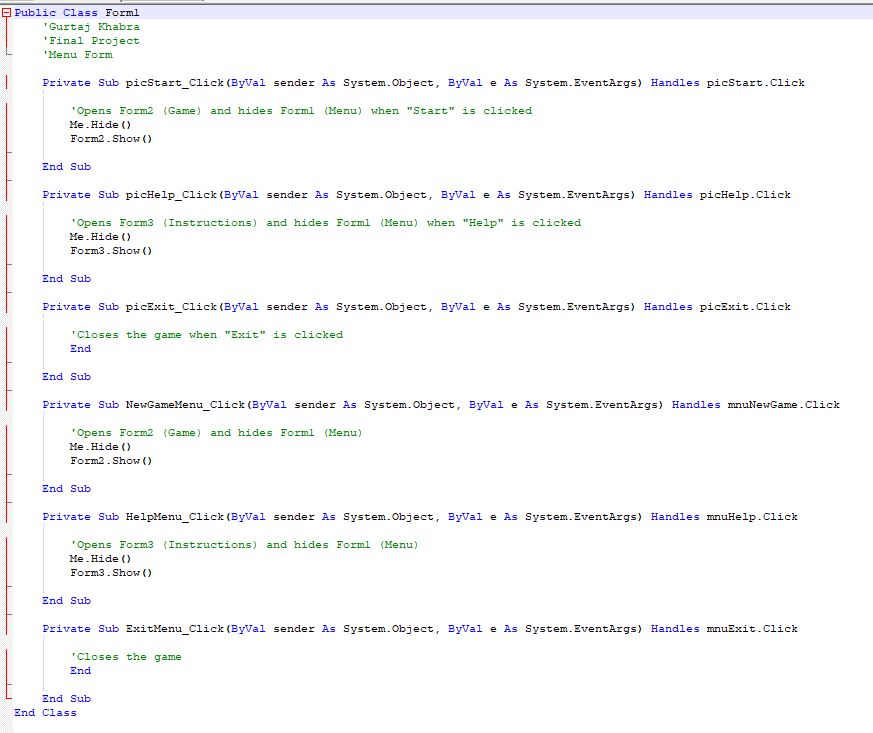 Public Class Form1
'Gurtaj Khabra
'Final Project
'Menu Form
Private Sub picStart_Click(ByVal sender As System.Object, ByVal e As System.EventArgs) Handles picStart.Click
'Opens Form2 (Game) and hides Form1 (Menu) when "Start" is clicked
Me.Hide()
Form2.Show()
End Sub
Private Sub picHelp_Click(ByVal sender As System.Object, ByVal e As System.EventArgs) Handles picHelp.Click
'Opens Form3 (Instructions) and hides Form1 (Menu) when "Help" is clicked
Me.Hide()
Form3.Show()
End Sub
Private Sub picExit_Click(ByVal sender As System.Object, ByVal e As System.EventArgs) Handles picExit.Click
'Closes the game when "Exit" is clicked
End
End Sub
Private Sub NewGameMenu_Click(ByVal sender As System.Object, ByVal e As System.EventArgs) Handles mnuNewGame.Click
'Opens Form2 (Game) and hides Form1 (Menu)
Me.Hide()
Form2.Show()
End Sub
Private Sub HelpMenu_Click(ByVal sender As System.Object, ByVal e As System.EventArgs) Handles mnuHelp.Click
'Opens Form3 (Instructions) and hides Form1 (Menu)
Me.Hide()
Form3.Show()
End Sub
Private Sub ExitMenu_Click(ByVal sender As System.Object, ByVal e As System.EventArgs) Handles mnuExit.Click
'Closes the game
End
End Sub
End Class